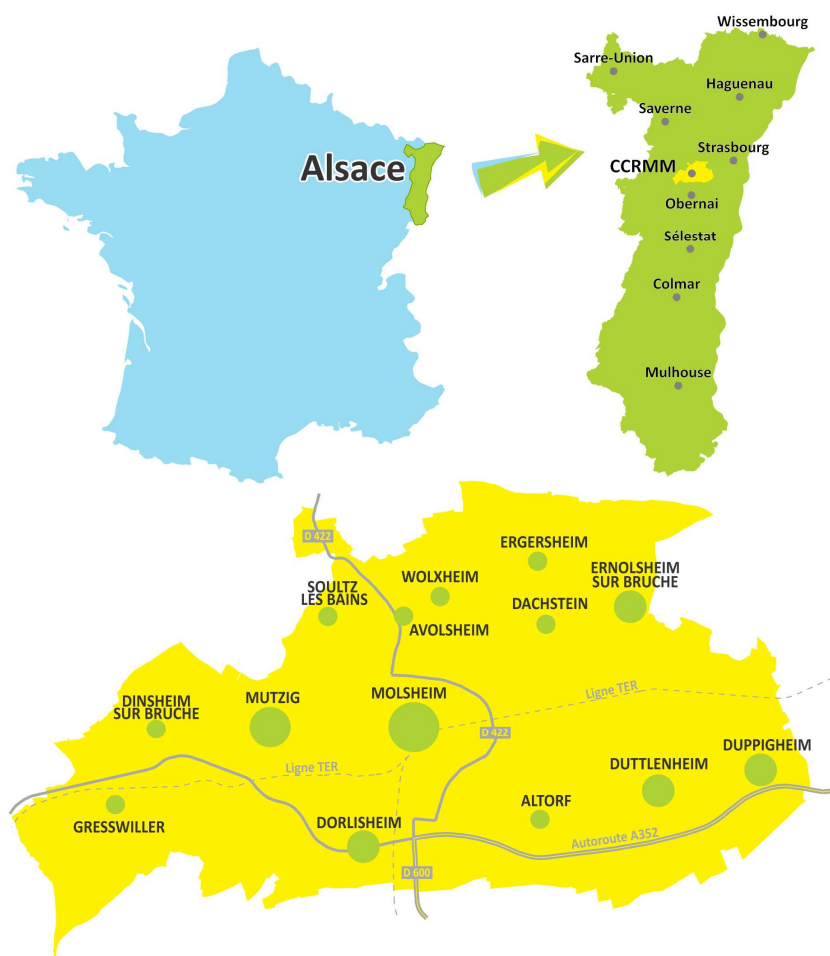 Wissembourg
Sarre-Union
Haguenau
Saverne
Strasbourg
Alsace
CCRMM
Obernai
Sélestat
Colmar
Mulhouse
D 422
ERGERSHEIM
ERNOLSHEIM
SUR BRUCHE
WOLXHEIM
SOULTZ
LES BAINS
DACHSTEIN
AVOLSHEIM
Ligne TER
DINSHEIM
SUR BRUCHE
MUTZIG
MOLSHEIM
D 422
DUPPIGHEIM
Ligne TER
DUTTLENHEIM
ALTORF
GRESSWILLER
DORLISHEIM
Autoroute A352
D 600